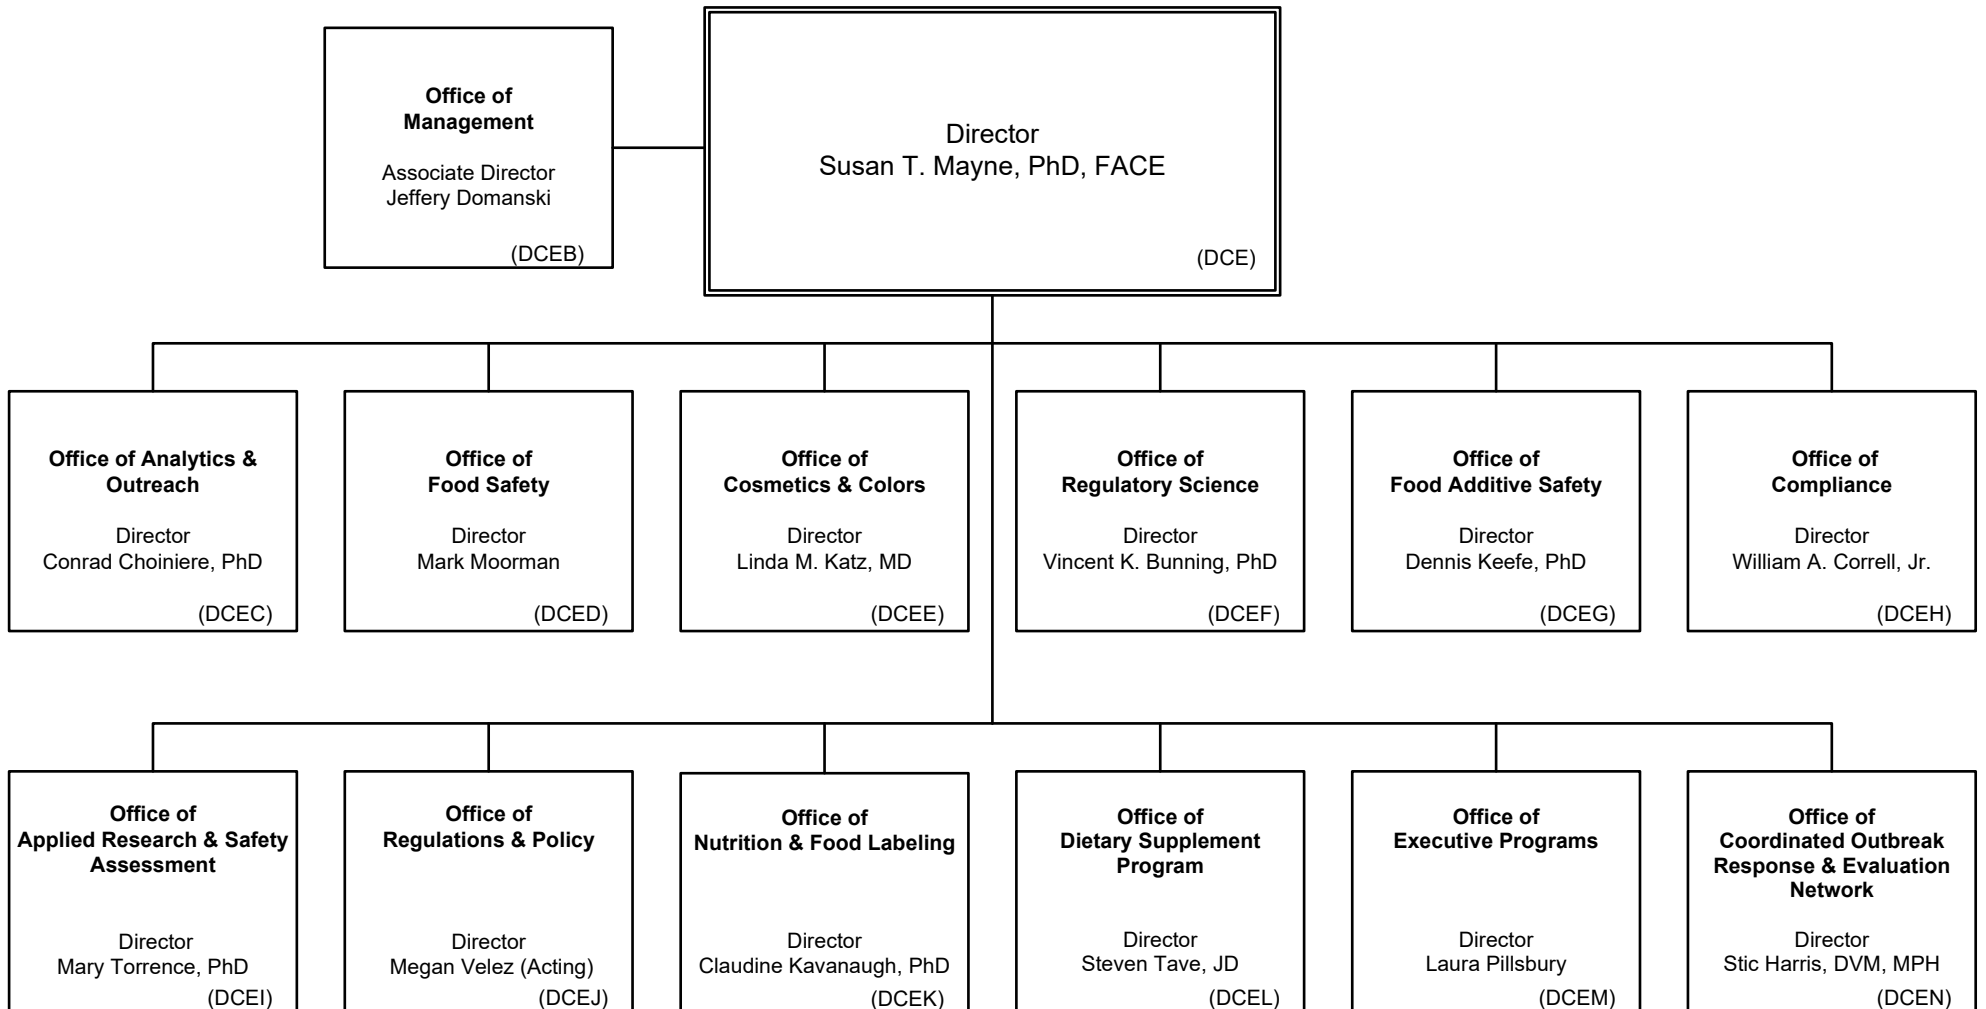 Office of
Management
Associate Director
Jeffery Domanski
(DCEB)
Director
Susan T. Mayne, PhD, FACE
(DCE)
Office of Analytics &
Outreach
Director
Conrad Choiniere, PhD
(DCEC)
Office of
Food Safety
Director
Mark Moorman
(DCED)
Office of
Cosmetics & Colors
Director
Linda M. Katz, MD
(DCEE)
Office of
Regulatory Science
Director
Vincent K. Bunning, PhD
(DCEF)
Office of
Food Additive Safety
Director
Dennis Keefe, PhD
(DCEG)
Office of
Compliance
Director
William A. Correll, Jr.
(DCEH)
Office of
Applied Research & Safety
Assessment
Director
Mary Torrence, PhD
(DCEI)
Office of
Regulations & Policy
Director
Megan Velez (Acting)
(DCEJ)
Office of
Nutrition & Food Labeling
Director
Claudine Kavanaugh, PhD
(DCEK)
Office of
Dietary Supplement
Program
Director
Steven Tave, JD
(DCEL)
Office of
Executive Programs
Director
Laura Pillsbury
(DCEM)
Office of
Coordinated Outbreak
Response & Evaluation
Network
Director
Stic Harris, DVM, MPH
(DCEN)